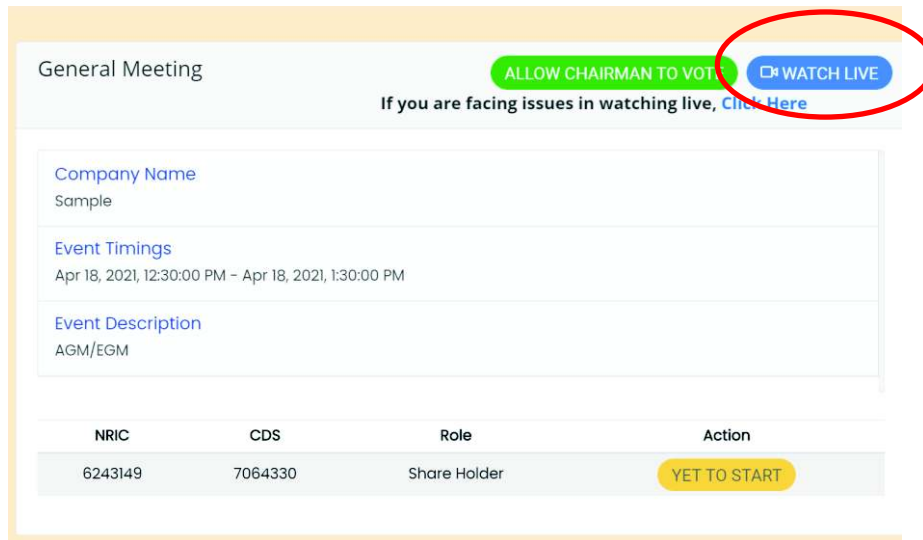 General Meeting
ALLOW CHAIRMAN TO VOTE
WATCH LIVE
If you are facing issues in watching live, Click Here
Company Name
Sample
Event Timings
Apr 18, 2021, 12:30:00 PM - Apr 18, 2021, 1:30:00 PM
Event Description
AGM/EGM
NRIC CDS Role Action
6243149 7064330 Share Holder YET TO START